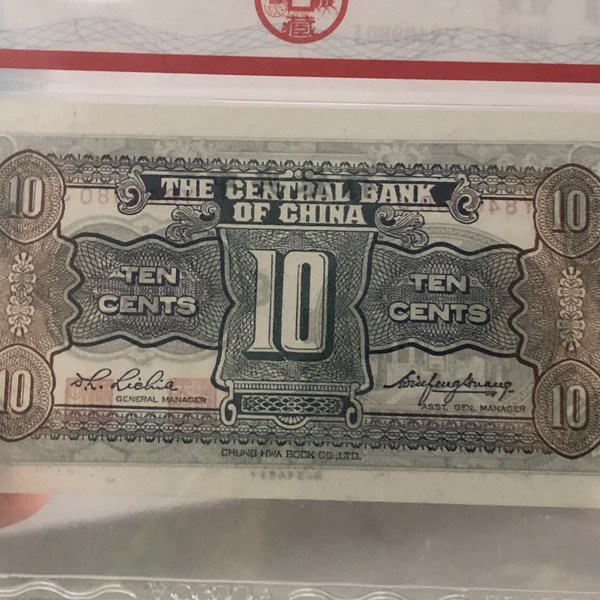 THE CENTRAL BANK
OF CHINA
10
10
10
TEN
CENTS
TEN
CENTS
GENERAL MANAGER
ASST. GEN. MANAGER
10
10
CHUNG HWA BOOK CO., LTD.